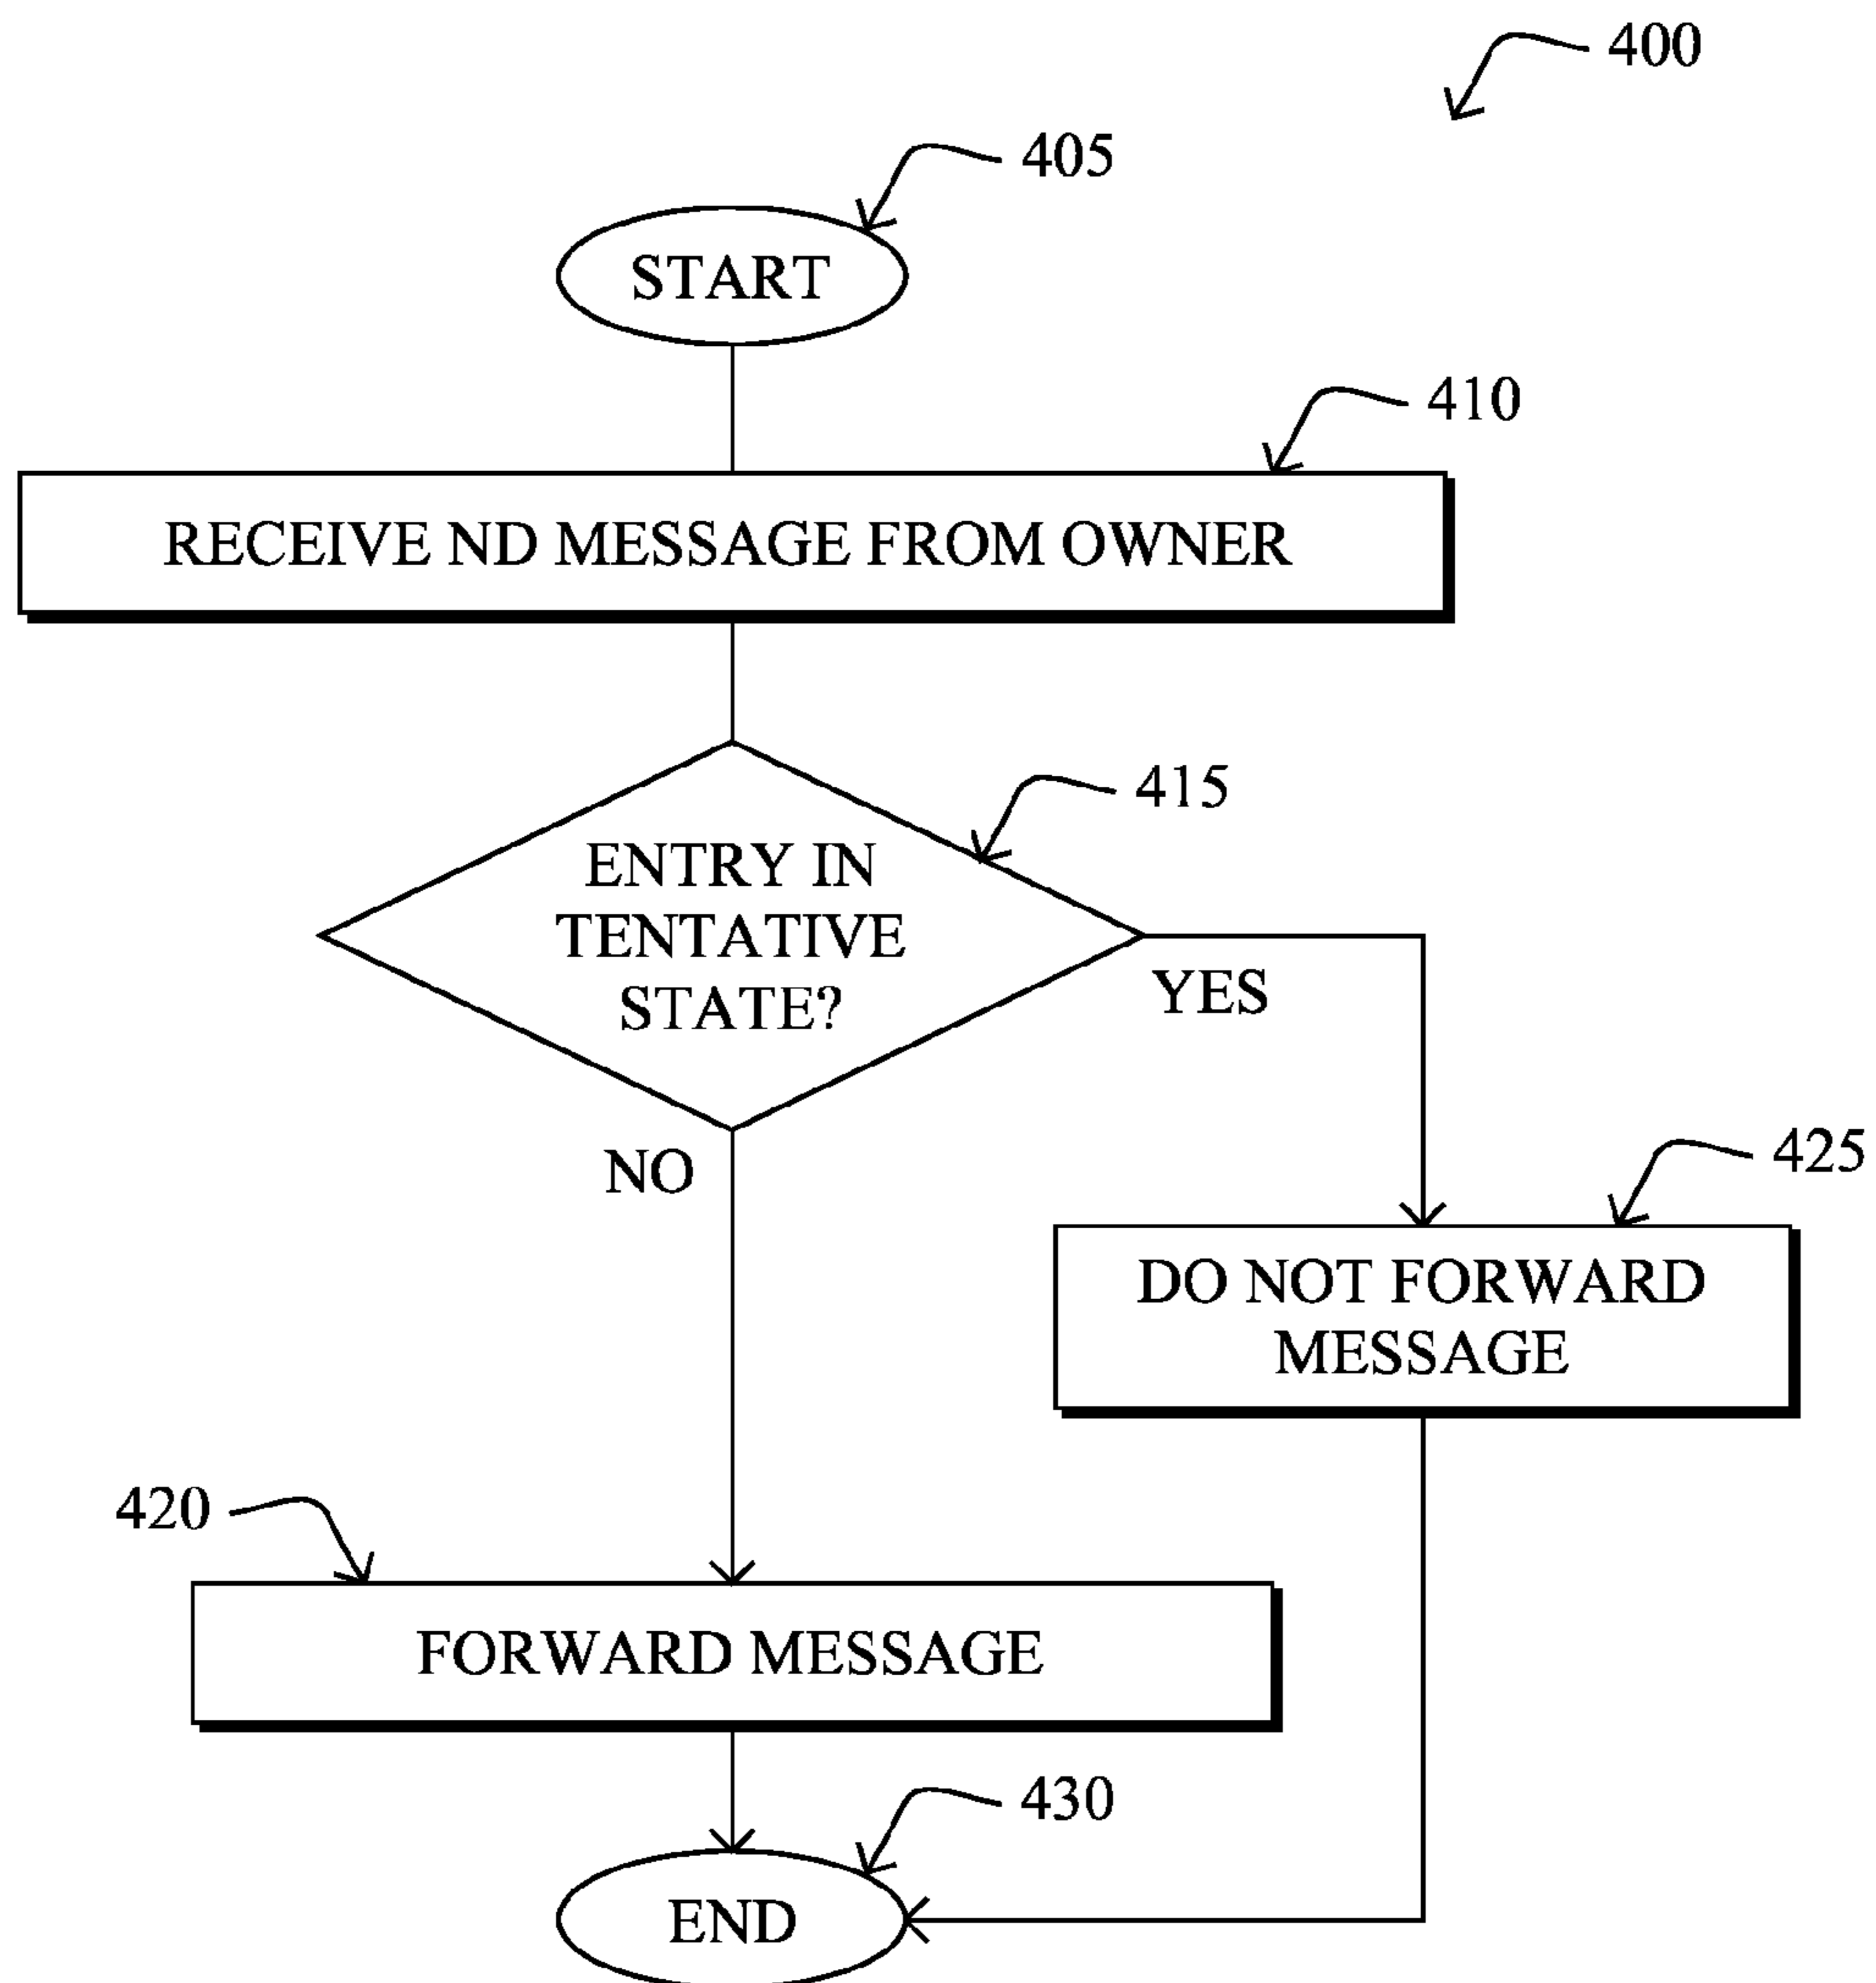 400
405
START
410
RECEIVE ND MESSAGE FROM OWNER
415
ENTRY IN
TENTATIVE
STATE?
YES
NO
425
DO NOT FORWARD
MESSAGE
420
FORWARD MESSAGE
430
END